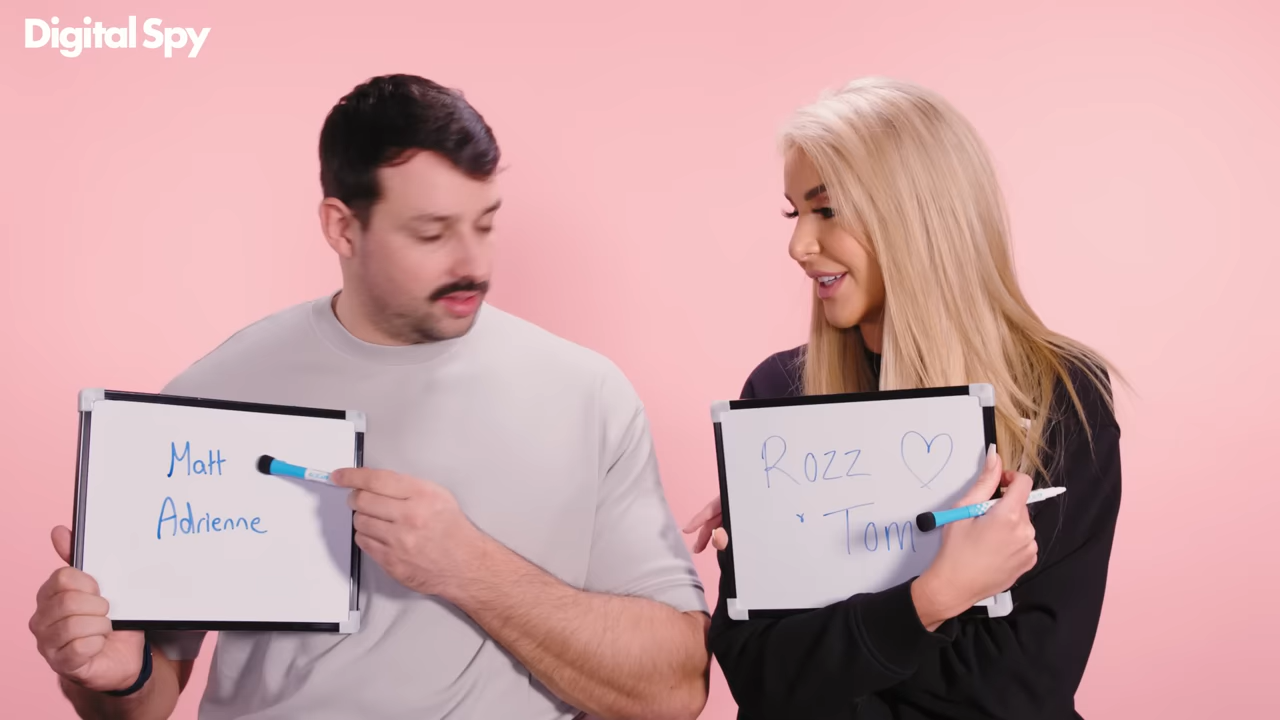 Digital Spy
Matt
Adrienne
Rozz ♡
Tom